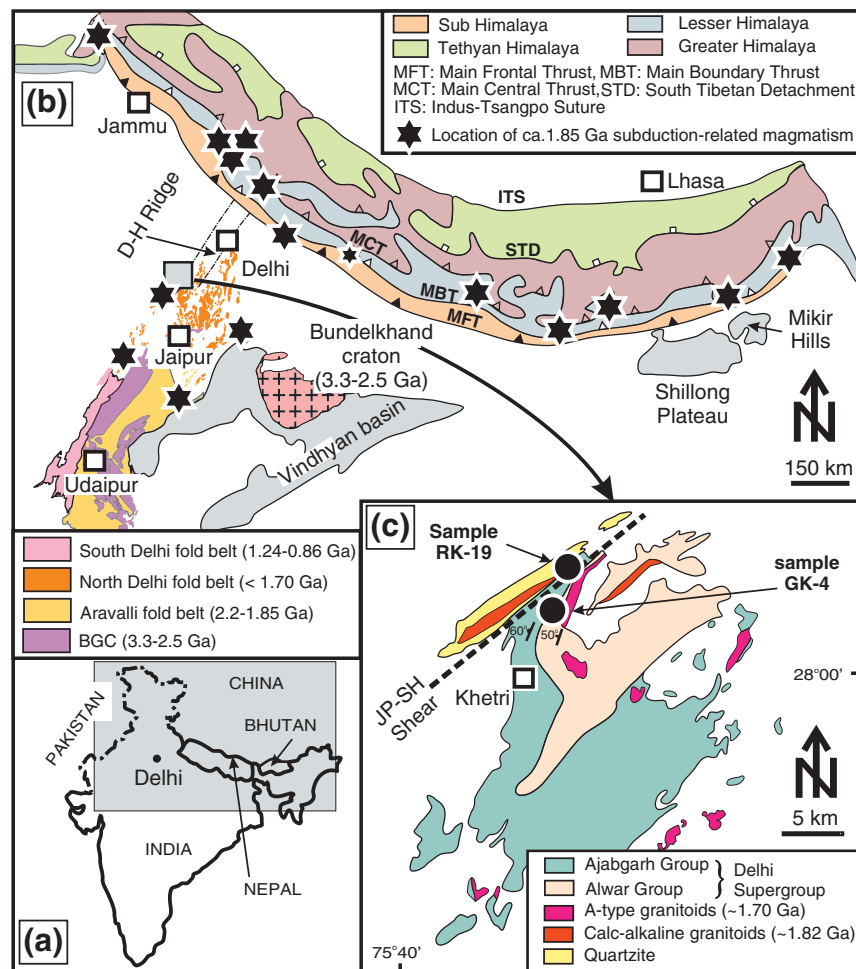 (b)
Sub Himalaya
Lesser Himalaya
Tethyan Himalaya
Greater Himalaya
MFT: Main Frontal Thrust, MBT: Main Boundary Thrust
MCT: Main Central Thrust, STD: South Tibetan Detachment
ITS: Indus-Tsangpo Suture
Location of ca.1.85 Ga subduction-related magmatism
Jammu
Lhasa
ITS
D-H Ridge
STD
MCT
Delhi
MBT
MFT
Mikir
Hills
Bundelkhand
craton
(3.3-2.5 Ga)
Jaipur
Shillong
Plateau
N
150 km
Vindhyan basin
Udaipur
South Delhi fold belt (1.24-0.86 Ga)
North Delhi fold belt (< 1.70 Ga)
Aravalli fold belt (2.2-1.85 Ga)
BGC (3.3-2.5 Ga)
(c)
Sample
RK-19
sample
GK-4
60°
50°
28°00'
JP-SH
Shear
Khetri
N
5 km
Ajabgarh Group
Alwar Group
Delhi
Supergroup
A-type granitoids (~1.70 Ga)
Calc-alkaline granitoids (~1.82 Ga)
Quartzite
75°40'
PAKISTAN
CHINA
BHUTAN
Delhi
INDIA
NEPAL
(a)